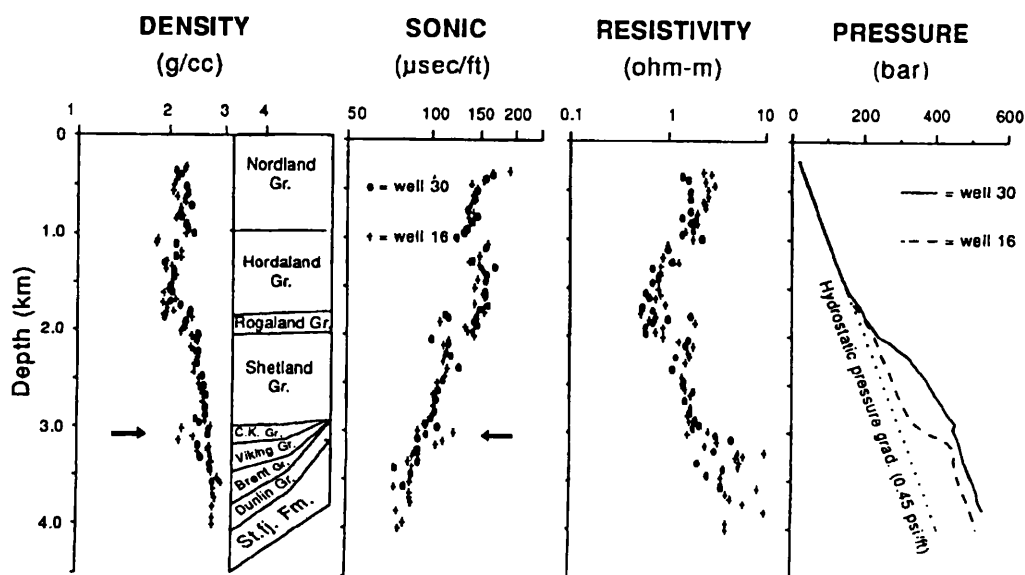 DENSITY
(g/cc)
SONIC
(µsec/ft)
RESISTIVITY
(ohm-m)
PRESSURE
(bar)
1 2 3 4
50 100 150 200
0.1 1 10
0 200 400 600
Depth (km)
0
1.0
2.0
3.0
4.0
Nordland
Gr.
Hordaland
Gr.
Rogaland Gr.
Shetland
Gr.
C.K. Gr.
Viking Gr.
Brent Gr.
Dunlin Gr.
St.fj. Fm.
= well 30
= well 16
= well 30
= well 16
Hydrostatic pressure grad. (0.45 psi/ft)